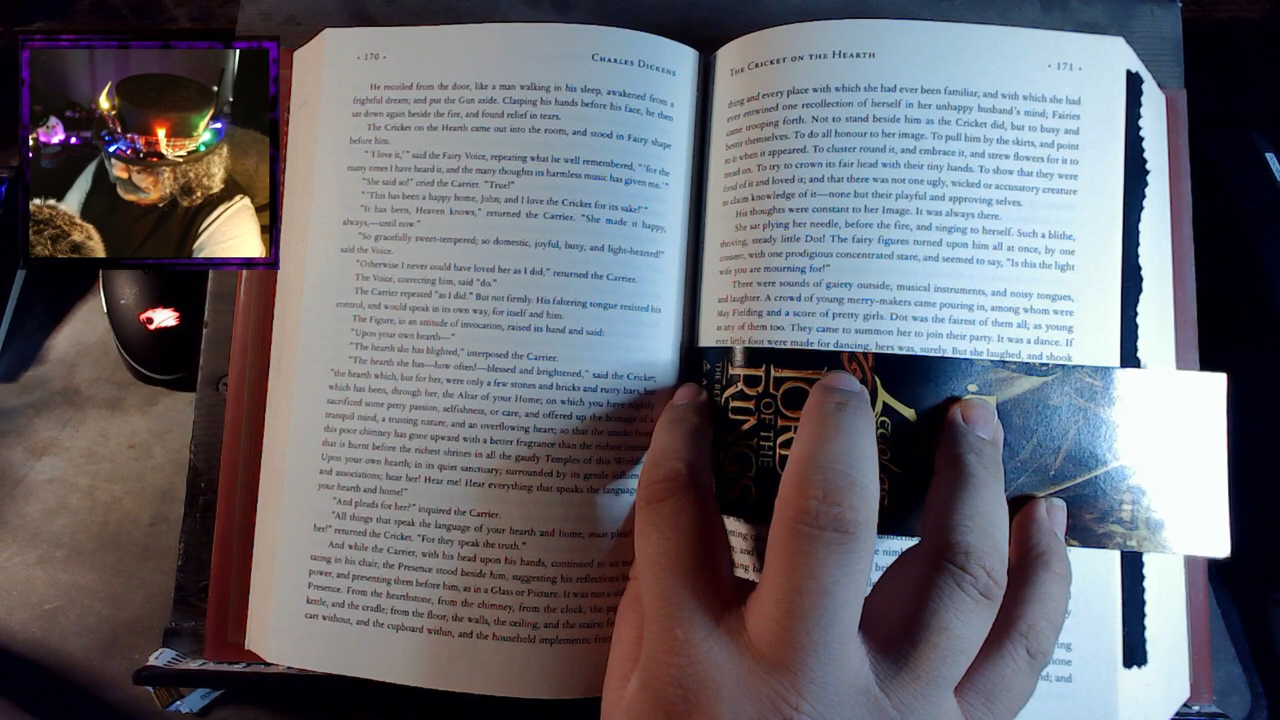 · 170 ·
CHARLES DICKENS
He recoiled from the door, like a man walking in his sleep, awakened from a
frightful dream; and put the Gun aside. Clasping his hands before his face, he then
sat down again beside the fire, and found relief in tears.
The Cricket on the Hearth came out into the room, and stood in Fairy shape
before him.
"'I love it,'" said the Fairy Voice, repeating what he well remembered, "'for the
many times I have heard it, and the many thoughts its harmless music has given me.'"
"She said so!" cried the Carrier. "True!"
"'This has been a happy home, John; and I love the Cricket for its sake!'"
"It has been, Heaven knows," returned the Carrier. "She made it happy,
always,—until now."
"So gracefully sweet-tempered; so domestic, joyful, busy, and light-hearted!"
said the Voice.
"Otherwise I never could have loved her as I did," returned the Carrier.
The Voice, correcting him, said "do."
The Carrier repeated "as I did." But not firmly. His faltering tongue resisted his
control, and would speak in its own way, for itself and him.
The Figure, in an attitude of invocation, raised its hand and said:
"Upon your own hearth—"
"The hearth she has blighted," interposed the Carrier.
"The hearth she has—how often!—blessed and brightened," said the Cricket;
"the hearth which, but for her, were only a few stones and bricks and rusty bars, but
which has been, through her, the Altar of your Home; on which you have nightly
sacrificed some petty passion, selfishness, or care, and offered up the homage of a
tranquil mind, a trusting nature, and an overflowing heart; so that the smoke from
this poor chimney has gone upward with a better fragrance than the richest incense
that is burnt before the richest shrines in all the gaudy Temples of this World!
Upon your own hearth; in its quiet sanctuary; surrounded by its gentle
and associations; hear her! Hear me! Hear everything that speaks the language
your hearth and home!"
"And pleads for her?" inquired the Carrier.
"All things that speak the language of your hearth and home, must plead
her!" returned the Cricket. "For they speak the truth."
And while the Carrier, with his head upon his hands, continued to
tating in his chair, the Presence stood beside him, suggesting his reflections
power, and presenting them before him, as in a Glass or Picture. It was not a
Presence. From the hearthstone, from the chimney, from the clock, the
kettle, and the cradle; from the floor, the walls, the ceiling, and the stairs;
cart without, and the cupboard within, and the household implements;
THE CRICKET ON THE HEARTH
· 171 ·
thing and every place with which she had ever been familiar, and with which she had
ever entwined one recollection of herself in her unhappy husband's mind; Fairies
came trooping forth. Not to stand beside him as the Cricket did, but to busy and
bestir themselves. To do all honour to her image. To pull him by the skirts, and point
to it when it appeared. To cluster round it, and embrace it, and strew flowers for it to
tread on. To try to crown its fair head with their tiny hands. To show that they were
fond of it and loved it; and that there was not one ugly, wicked or accusatory creature
to claim knowledge of it—none but their playful and approving selves.
His thoughts were constant to her Image. It was always there.
She sat plying her needle, before the fire, and singing to herself. Such a blithe,
thriving, steady little Dot! The fairy figures turned upon him all at once, by one
consent, with one prodigious concentrated stare, and seemed to say, "Is this the light
wife you are mourning for!"
There were sounds of gaiety outside, musical instruments, and noisy tongues,
and laughter. A crowd of young merry-makers came pouring in, among whom were
May Fielding and a score of pretty girls. Dot was the fairest of them all; as young
as any of them too. They came to summon her to join their party. It was a dance. If
ever little foot were made for dancing, hers was, surely. But she laughed, and shook
LORD
OF THE
RINGS
and